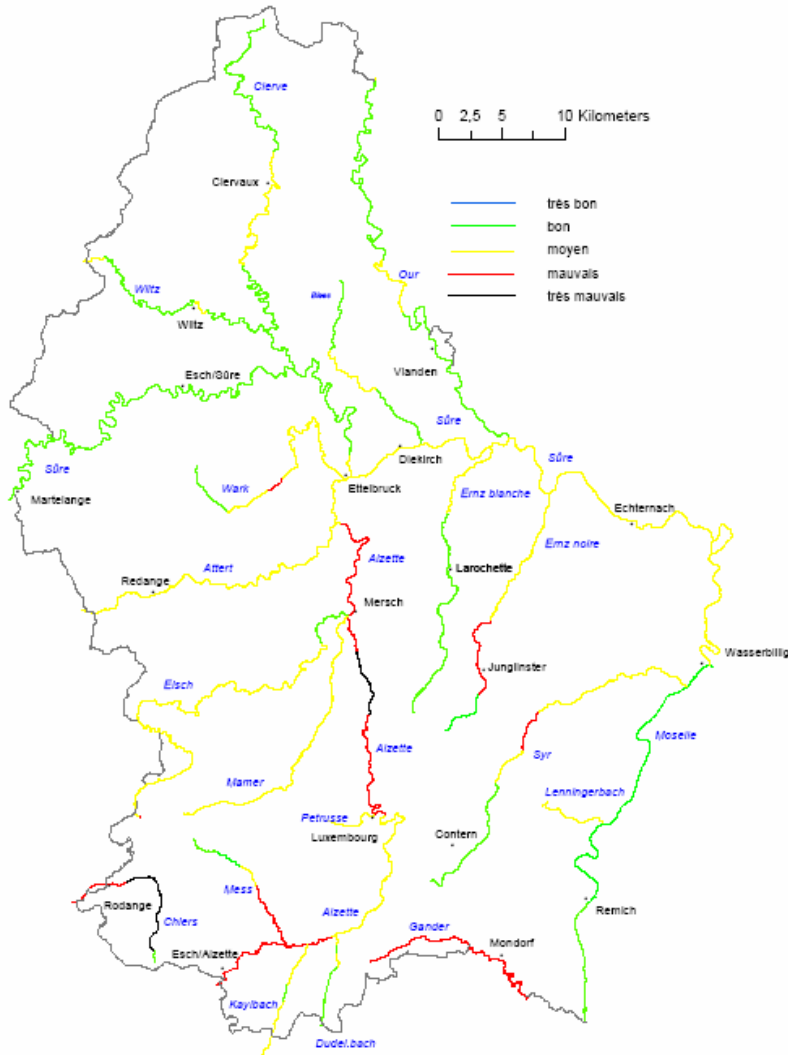 Clerve
0 2,5 5 10 Kilometers
Clervaux
très bon
bon
moyen
mauvais
très mauvais
Our
Wiltz
Wiltz
Vianden
Esch/Sûre
Sûre
Diekirch
Sûre
Sûre
Martelange
Wark
Ettelbruck
Ernz blanche
Echternach
Ernz noire
Alzette
Attert
Larochette
Redange
Mersch
Wasserbillig
Junglinster
Eisch
Moselle
Alzette
Syr
Mamer
Lenningerbach
Petrusse
Luxembourg
Contern
Mess
Remich
Rodange
Chiers
Alzette
Gander
Esch/Alzette
Mondorf
Kaylbach
Dudel.bach